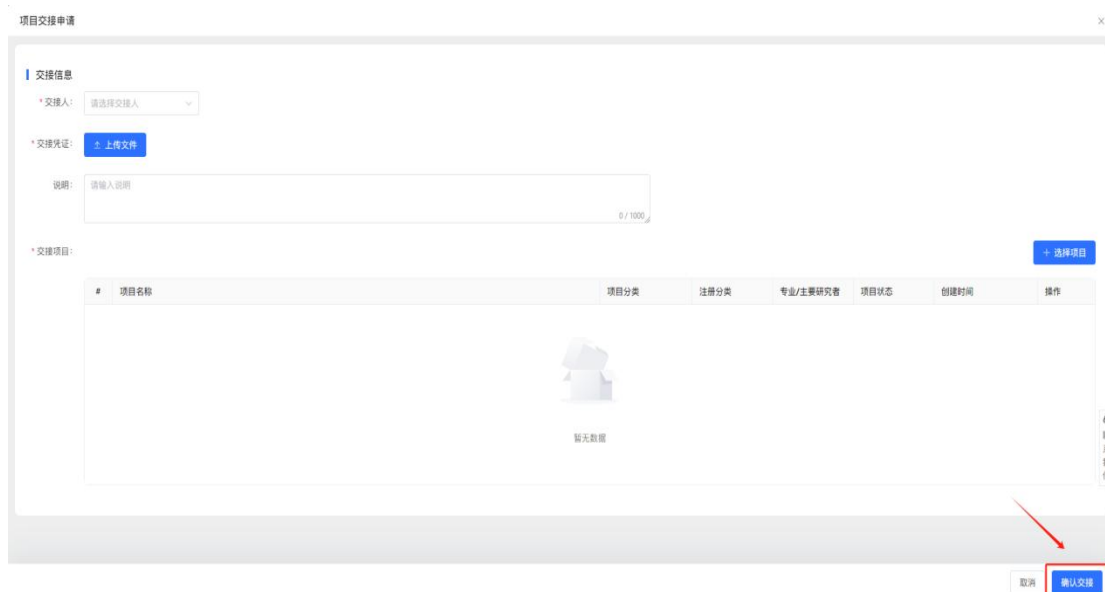 项目交接申请
交接信息
* 交接人: 请选择交接人
* 交接凭证: 上传文件
说明: 请输入说明
0 / 1000
* 交接项目:
+ 选择项目
# 项目名称 项目分类 注册分类 专业/主要研究者 项目状态 创建时间 操作
暂无数据
取消 确认交接